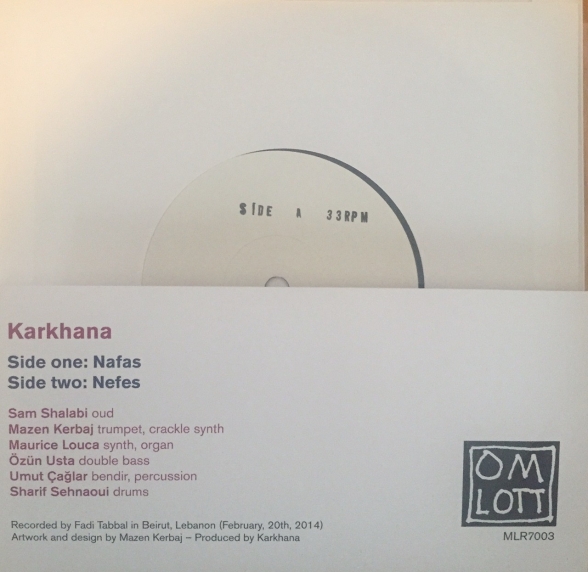 SIDE A 33RPM
Karkhana
Side one: Nafas
Side two: Nefes
Sam Shalabi oud
Mazen Kerbaj trumpet, crackle synth
Maurice Louca synth, organ
Özün Usta double bass
Umut Çağlar bendir, percussion
Sharif Sehnaoui drums
OM
LOTT
MLR7003
Recorded by Fadi Tabbal in Beirut, Lebanon (February, 20th, 2014)
Artwork and design by Mazen Kerbaj – Produced by Karkhana